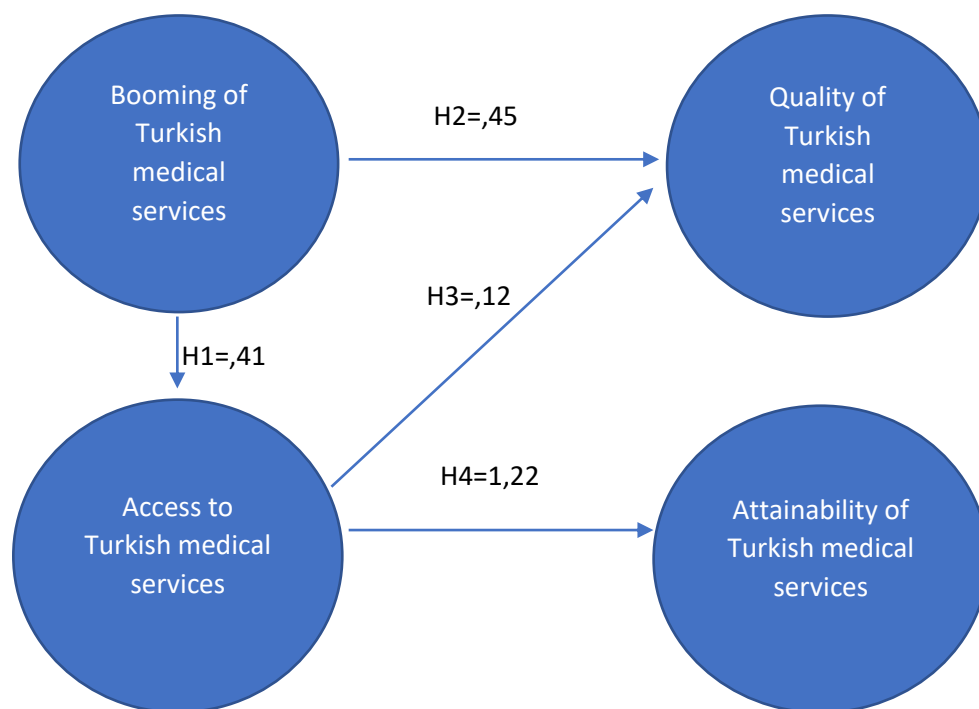 Booming of
Turkish
medical
services
H2=,45
Quality of
Turkish
medical
services
H3=,12
H1=,41
Access to
Turkish medical
services
H4=1,22
Attainability of
Turkish medical
services